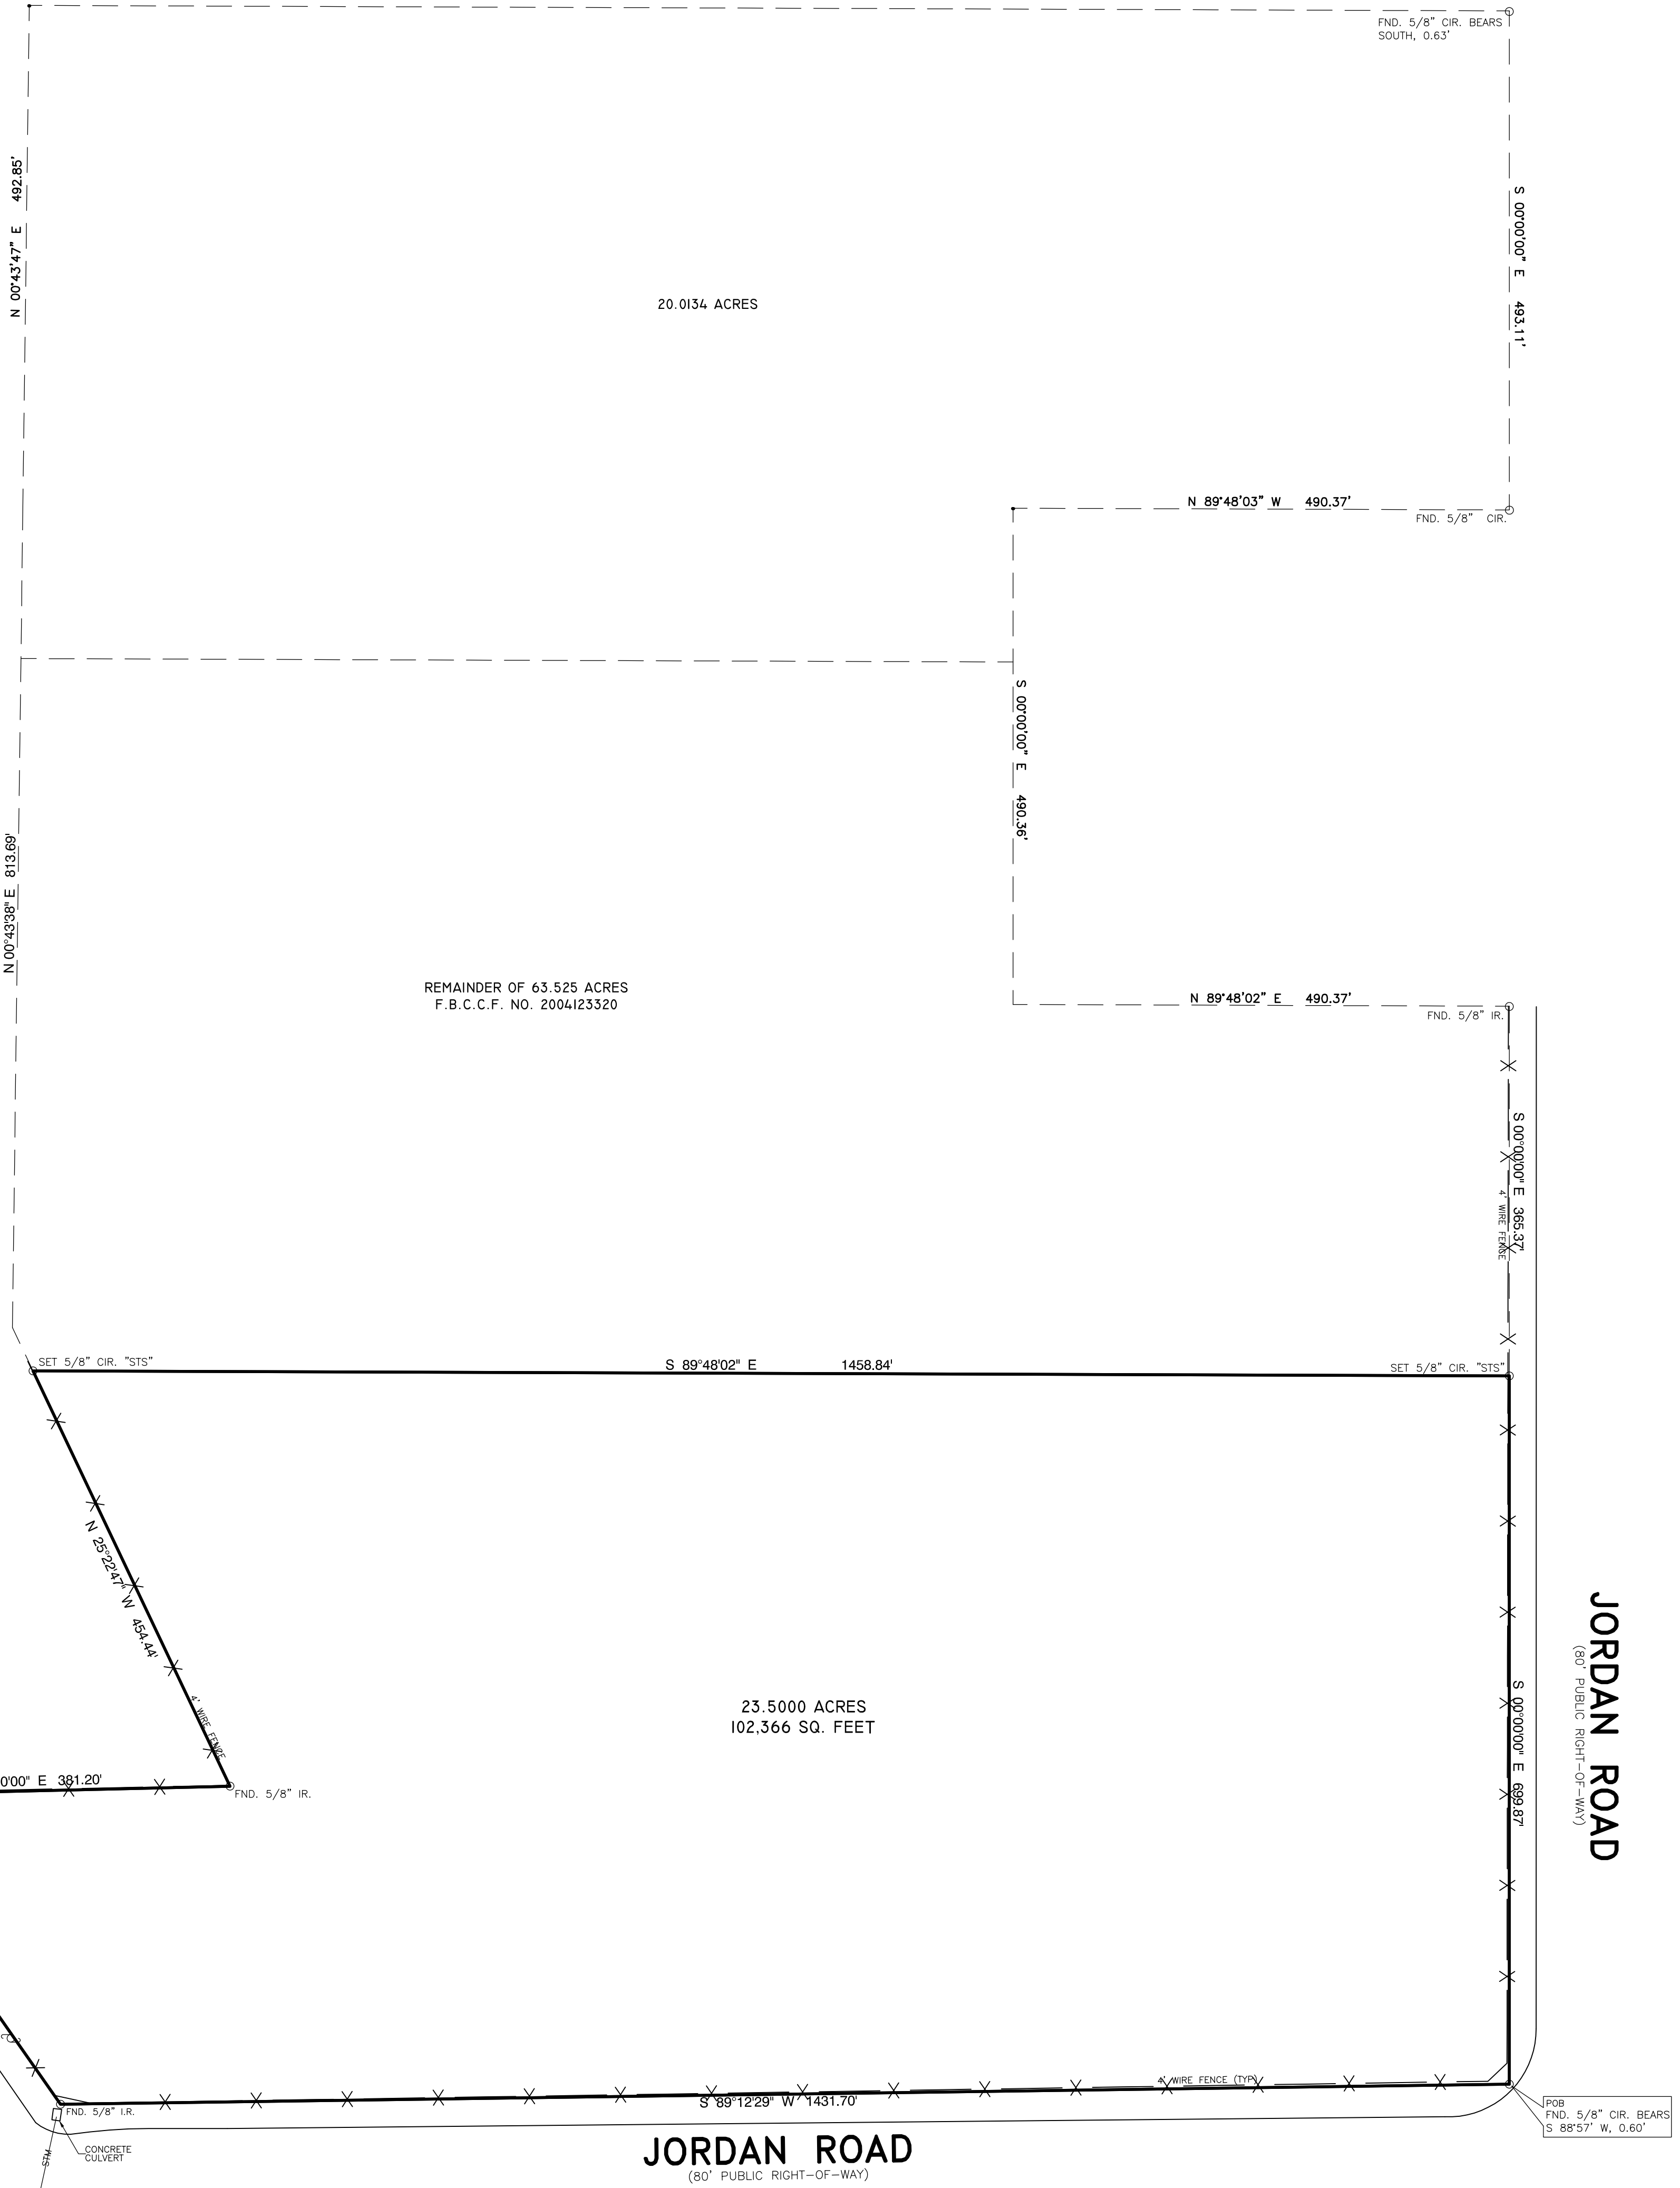 FND. 5/8" CIR. BEARS
SOUTH, 0.63'
N 00°43'47" E 492.85'
S 00°00'00" E 493.11'
20.0134 ACRES
N 89°48'03" W 490.37'
FND. 5/8" CIR.
S 00°00'00" E 490.36'
N 00°43'38" E 813.69'
REMAINDER OF 63.525 ACRES
F.B.C.C.F. NO. 2004123320
N 89°48'02" E 490.37'
FND. 5/8" IR.
S 00°00'00" E 365.37'
4' WIRE FENCE
SET 5/8" CIR. "STS"
S 89°48'02" E 1458.84'
SET 5/8" CIR. "STS"
N 25°22'47" W 454.44'
4' WIRE FENCE
23.5000 ACRES
102,366 SQ. FEET
S 00°00'00" E 699.87'
JORDAN ROAD
(80' PUBLIC RIGHT-OF-WAY)
0'00" E 381.20'
FND. 5/8" IR.
4' WIRE FENCE (TYP)
S 89°12'29" W 1431.70'
FND. 5/8" I.R.
POB
FND. 5/8" CIR. BEARS
S 88°57' W, 0.60'
CONCRETE
CULVERT
STM
JORDAN ROAD
(80' PUBLIC RIGHT-OF-WAY)